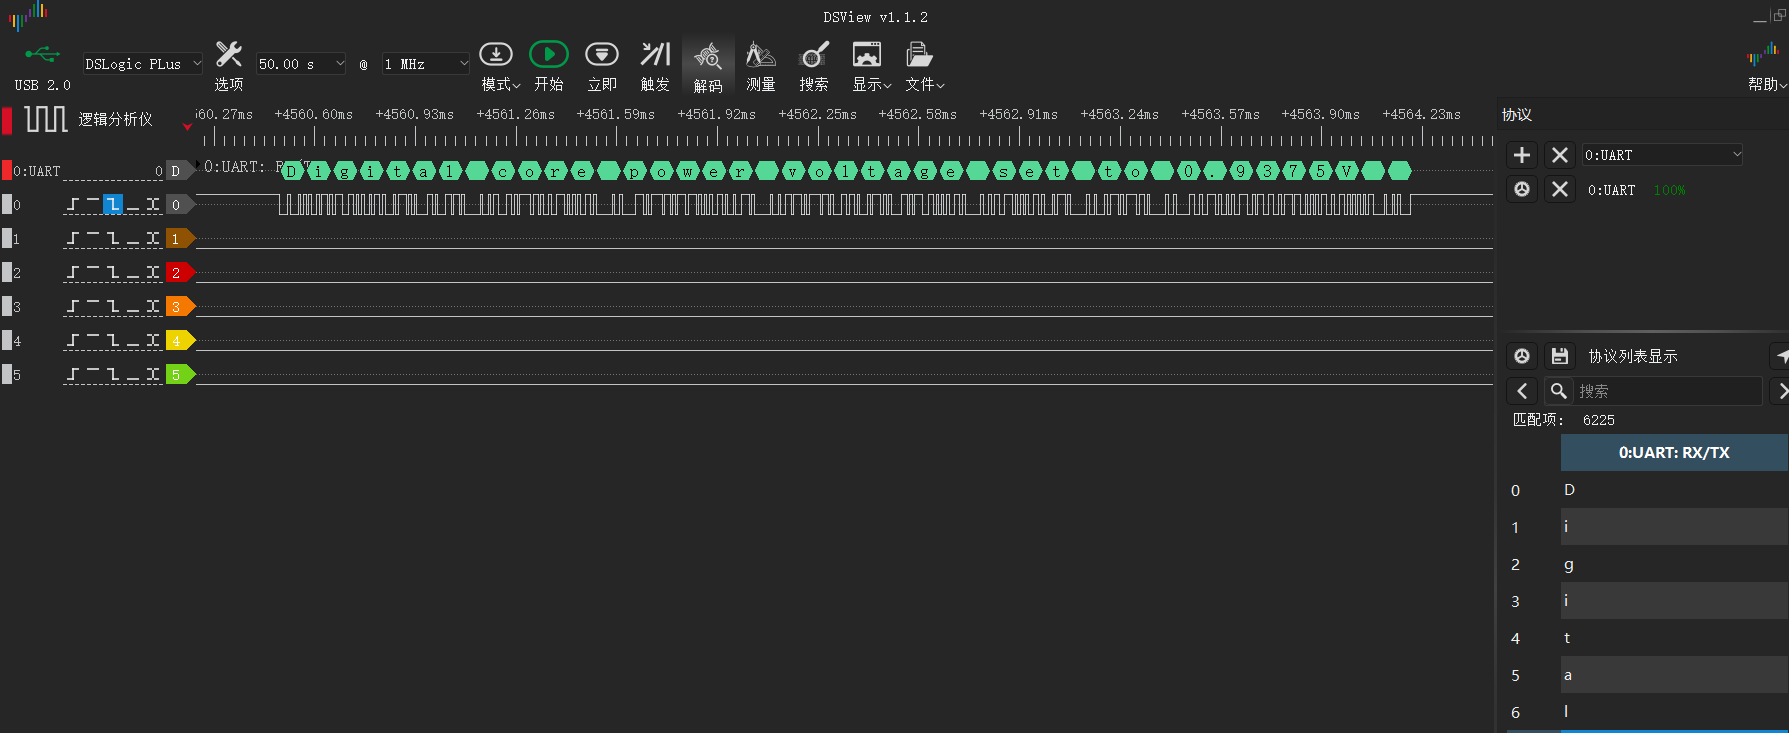 DSView v1.1.2
USB 2.0
DSLogic PLus
选项
50.00 s
@
1 MHz
模式
开始
立即
触发
解码
测量
搜索
显示
文件
帮助
逻辑分析仪
60.27ms +4560.60ms +4560.93ms +4561.26ms +4561.59ms +4561.92ms +4562.25ms +4562.58ms +4562.91ms +4563.24ms +4563.57ms +4563.90ms +4564.23ms
0:UART 0 D 0:UART: R /T
D i g i t a l c o r e p o w e r v o l t a g e s e t t o 0 . 9 3 7 5 V
0 0
1 1
2 2
3 3
4 4
5 5
协议
0:UART
0:UART 100%
协议列表显示
搜索
匹配项: 6225
0:UART: RX/TX
0 D
1 i
2 g
3 i
4 t
5 a
6 l